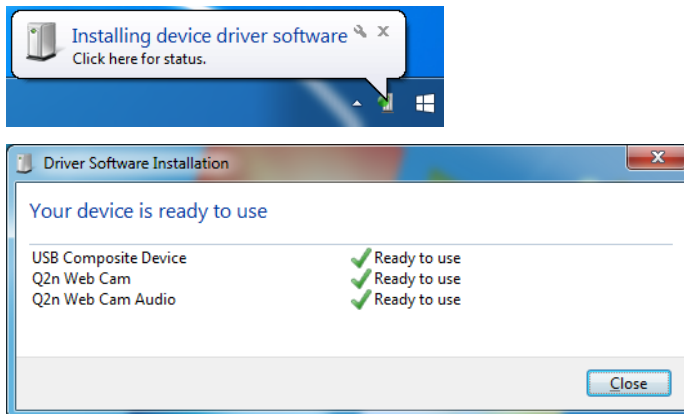 Installing device driver software
Click here for status.
Driver Software Installation
Your device is ready to use
USB Composite Device Ready to use
Q2n Web Cam Ready to use
Q2n Web Cam Audio Ready to use
Close